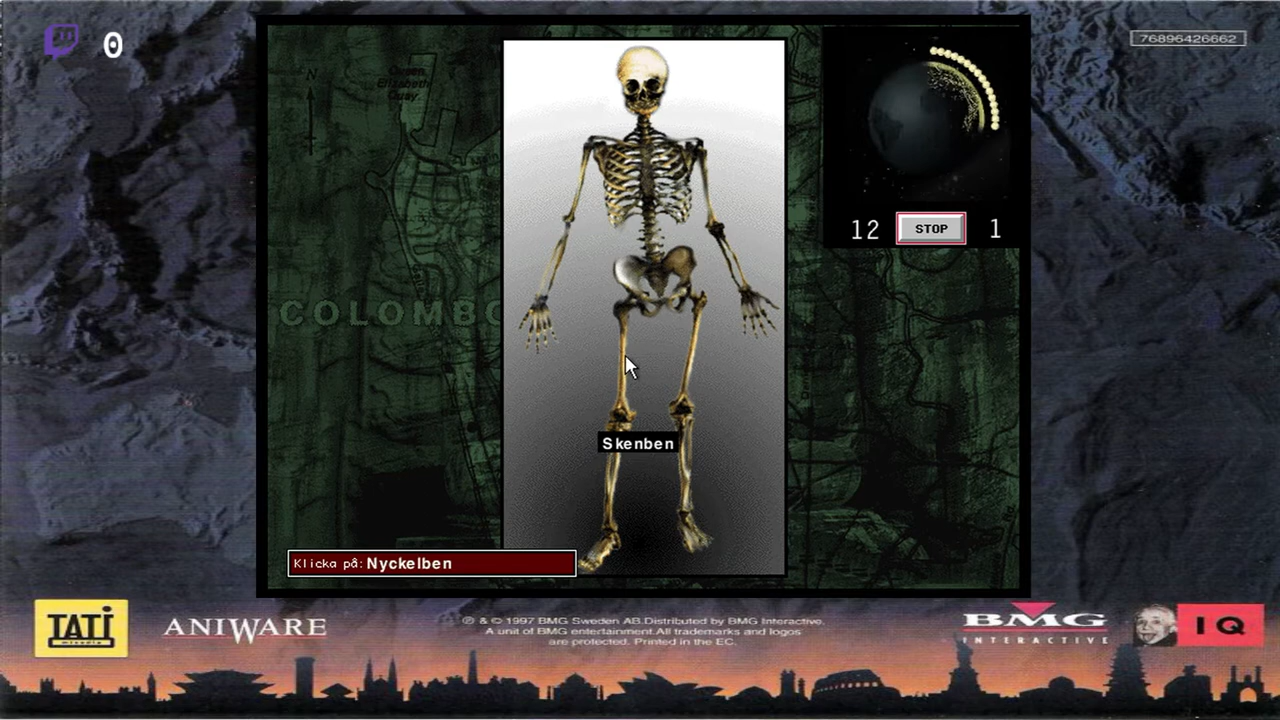 0
76896426662
N
Queen
Elizabeth
Quay
COLOMBO
12
STOP
1
Skenben
Klicka på: Nyckelben
TATi
mixedia
ANIWARE
℗ & © 1997 BMG Sweden AB.Distributed by BMG Interactive.
A unit of BMG entertainment.All trademarks and logos
are protected. Printed in the EC.
BMG
INTERACTIVE
IQ